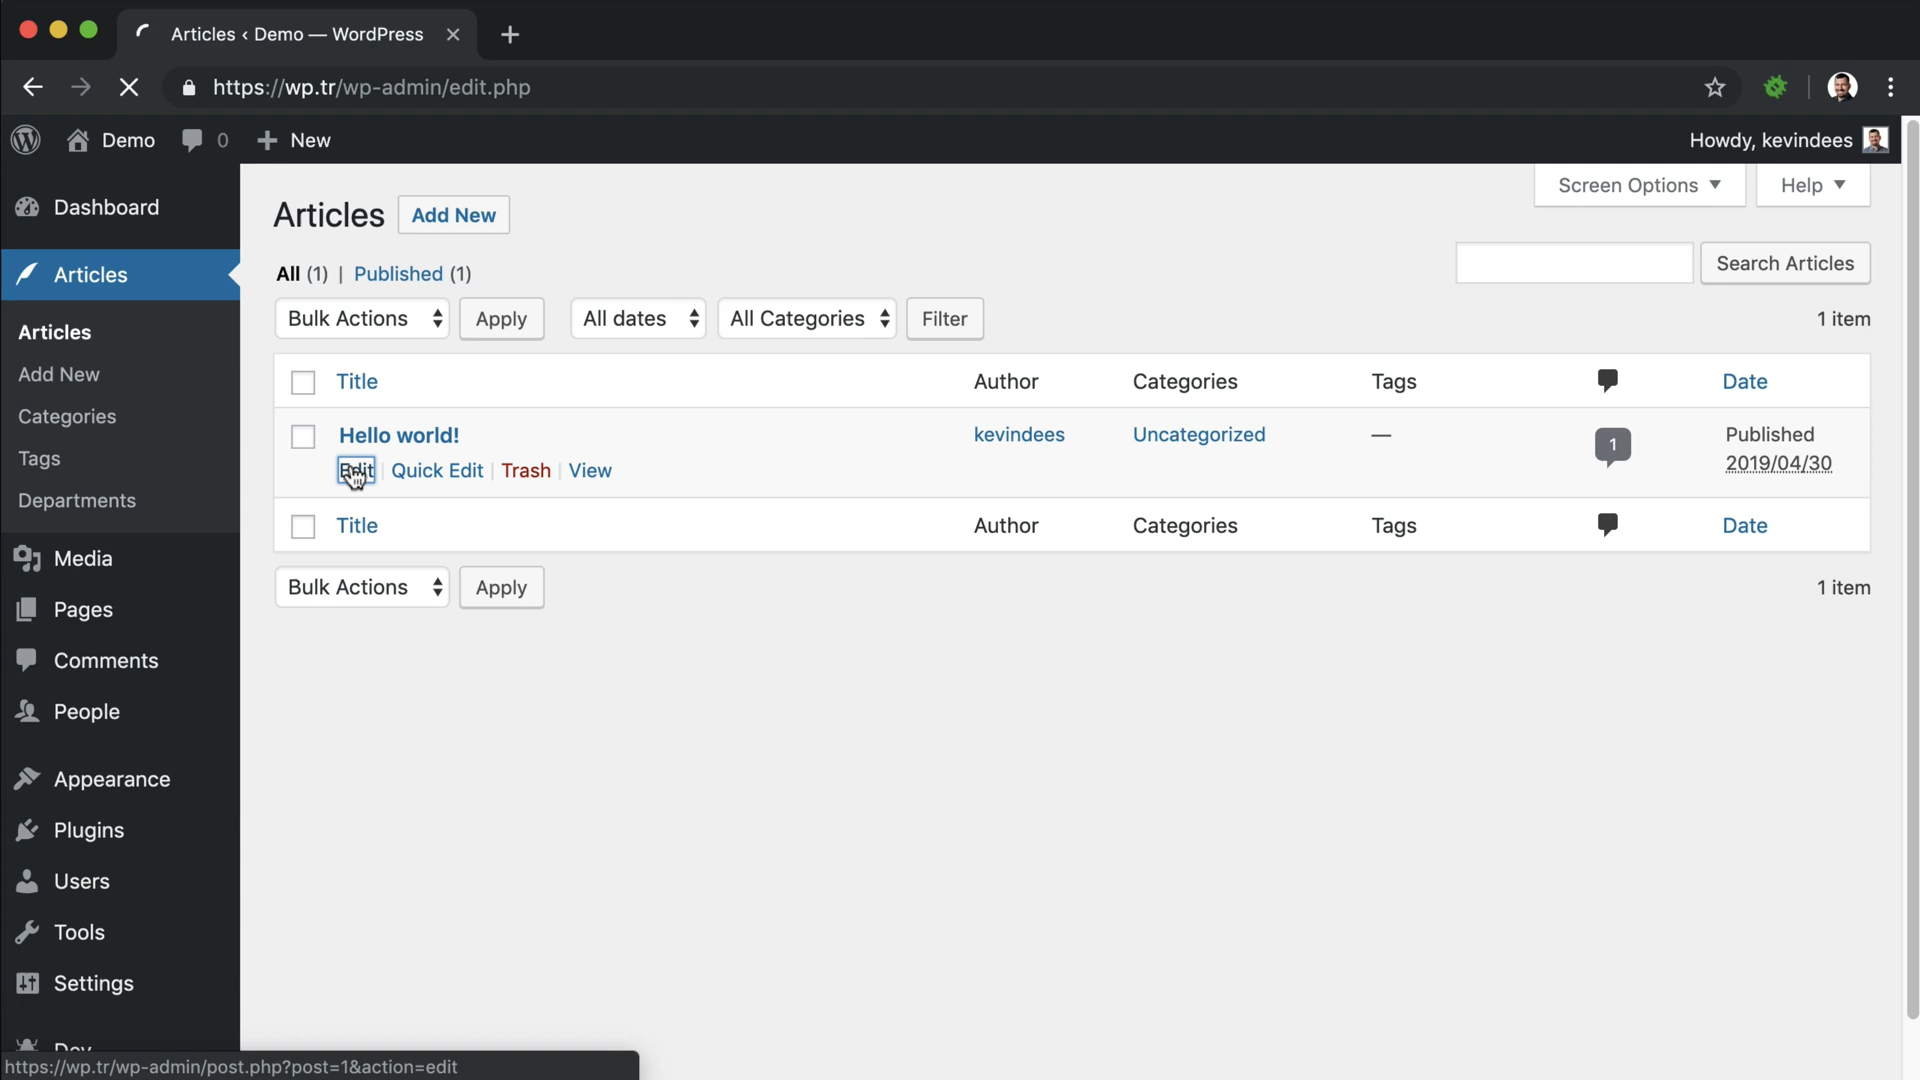 Articles ‹ Demo — WordPress
https://wp.tr/wp-admin/edit.php
Demo 0 New
Howdy, kevindees
Dashboard
Articles
Articles
Add New
Categories
Tags
Departments
Media
Pages
Comments
People
Appearance
Plugins
Users
Tools
Settings
Screen Options Help
Articles Add New
All (1) | Published (1)
Search Articles
Bulk Actions Apply All dates All Categories Filter 1 item
Title Author Categories Tags Date
Hello world! kevindees Uncategorized — 1 Published
2019/04/30
Edit | Quick Edit | Trash | View
Title Author Categories Tags Date
Bulk Actions Apply 1 item
https://wp.tr/wp-admin/post.php?post=1&action=edit